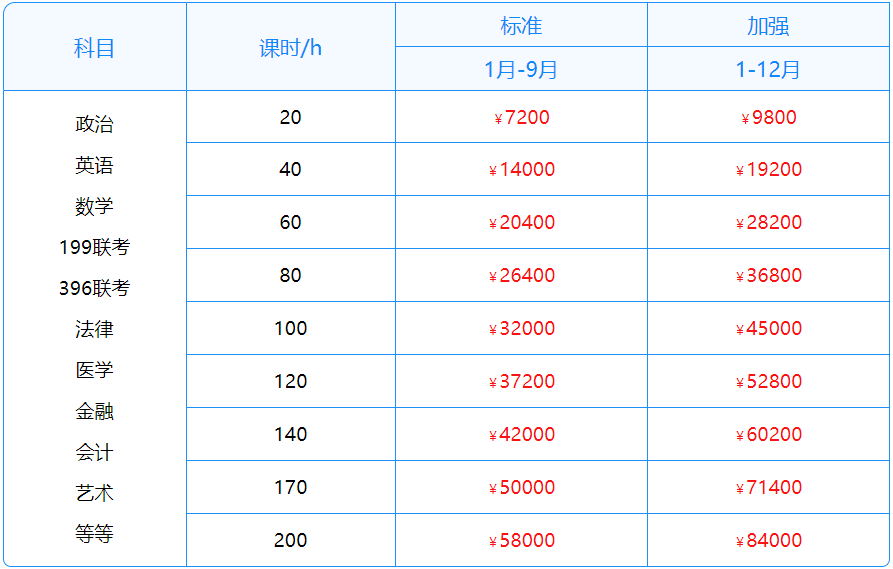 科目 课时/h 标准 加强
1月-9月 1-12月
政治
英语
数学
199联考
396联考
法律
医学
金融
会计
艺术
等等
20 ¥7200 ¥9800
40 ¥14000 ¥19200
60 ¥20400 ¥28200
80 ¥26400 ¥36800
100 ¥32000 ¥45000
120 ¥37200 ¥52800
140 ¥42000 ¥60200
170 ¥50000 ¥71400
200 ¥58000 ¥84000